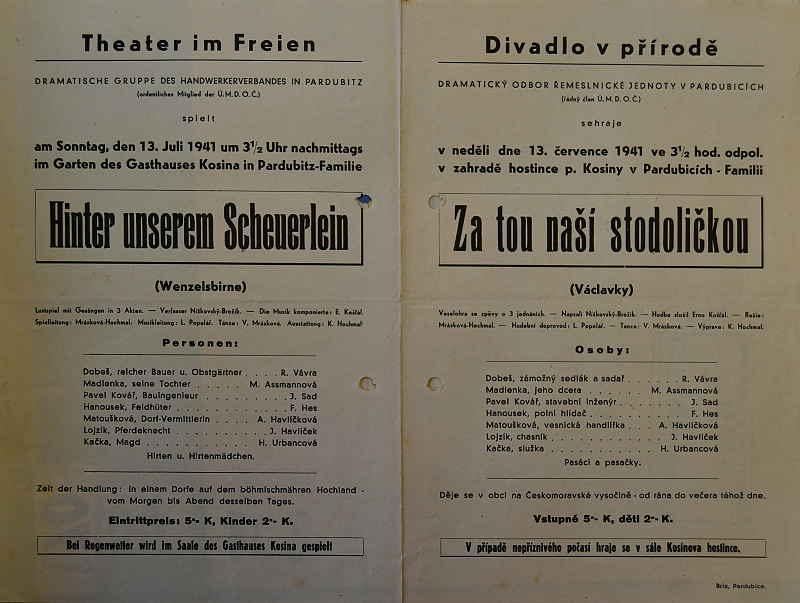 Theater im Freien
DRAMATISCHE GRUPPE DES HANDWERKERVERBANDES IN PARDUBITZ
(ordentliches Mitglied der Ú.M.D.O.Č.)
spielt
am Sonntag, den 13. Juli 1941 um 3½ Uhr nachmittags
im Garten des Gasthauses Kosina in Pardubitz-Familie
Hinter unserem Scheuerlein
(Wenzelsbirne)
Lustspiel mit Gesängen in 3 Akten. — Verfasser Niškovský-Brožík. — Die Musik komponierte: E. Košťál.
Spielleitung: Mrázková-Hochmal. Musikleitung: L. Popelář. Tänze: V. Mrázková. Ausstattung: K. Hochmal
Personen:
Dobeš, reicher Bauer u. Obstgärtner . . . . R. Vávra
Madlenka, seine Tochter . . . . . M. Assmannová
Pavel Kovář, Bauingenieur . . . . . . . . . J. Sad
Hanousek, Feldhüter . . . . . . . . . . . . F. Hes
Matoušková, Dorf-Vermittlerin . . . . A. Havlíčková
Lojzík, Pferdeknecht . . . . . . . . . . J. Havlíček
Kačka, Magd . . . . . . . . . . . . H. Urbancová
Hirten u. Hirtenmädchen.
Zeit der Handlung: in einem Dorfe auf dem böhmischmähren Hochland -
vom Morgen bis Abend desselben Tages.
Eintrittpreis: 5·- K, Kinder 2·- K.
Bei Regenwetter wird im Saale des Gasthauses Kosina gespielt
Divadlo v přírodě
DRAMATICKÝ ODBOR ŘEMESLNICKÉ JEDNOTY V PARDUBICÍCH
(řádný člen Ú.M.D.O.Č.)
sehraje
v neděli dne 13. července 1941 ve 3½ hod. odpol.
v zahradě hostince p. Kosiny v Pardubicích - Familii
Za tou naší stodoličkou
(Václavky)
Veselohra se zpěvy o 3 jednáních. — Napsali Niškovský-Brožík. — Hudbu složil Erno Košťál. — Režie:
Mrázková-Hochmal. — Hudební doprovod: L. Popelář. — Tance: V. Mrázková. — Výprava: K. Hochmal.
Osoby:
Dobeš, zámožný sedlák a sadař . . . . . . R. Vávra
Madlenka, jeho dcera . . . . . . M. Assmannová
Pavel Kovář, stavební inženýr . . . . . . . . J. Sad
Hanousek, polní hlídač . . . . . . . . . . . F. Hes
Matoušková, vesnická handlířka . . A. Havlíčková
Lojzík, chasník . . . . . . . . . . . . J. Havlíček
Kačka, služka . . . . . . . . . . . H. Urbancová
Pasáci a pasačky.
Děje se v obci na Českomoravské vysočině - od rána do večera téhož dne.
Vstupné 5·- K, děti 2·- K.
V případě nepříznivého počasí hraje se v sále Kosinova hostince.
Brix, Pardubice.